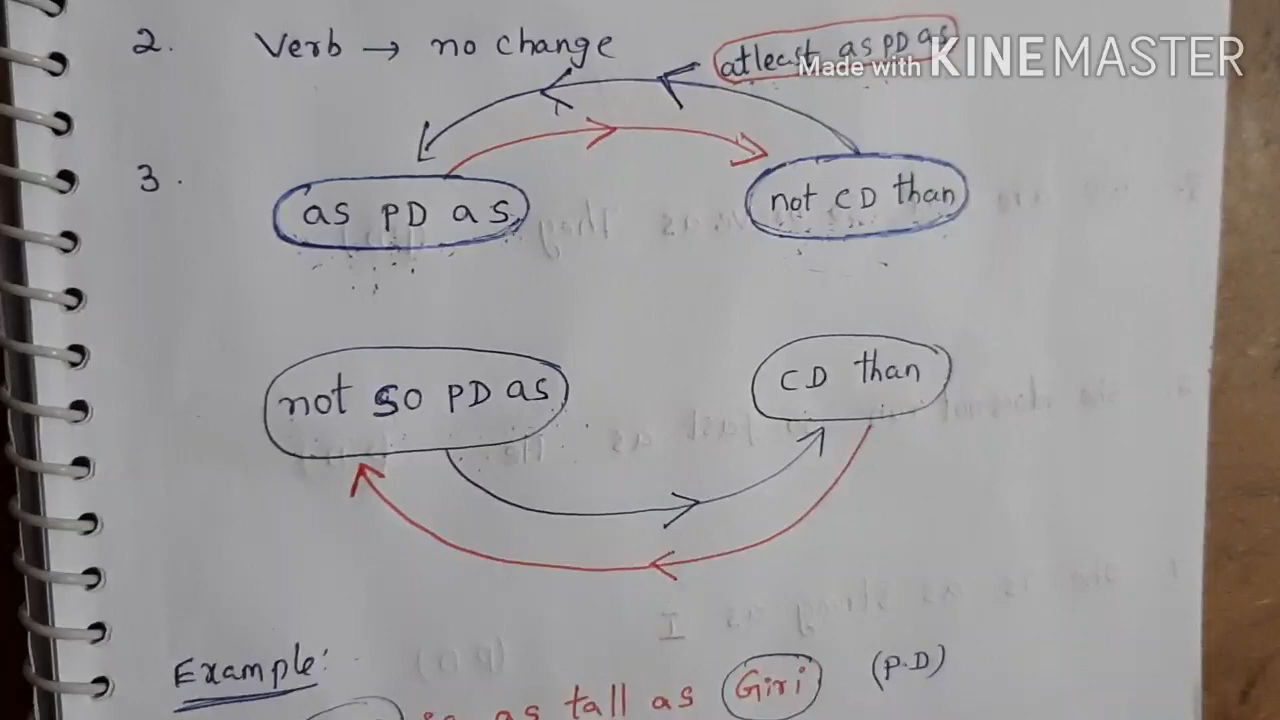 2. Verb → no change
atleast as PD as
Made with KINEMASTER
3.
as PD as
not CD than
not so PD as
CD than
Example:
is as tall as Giri (P.D)